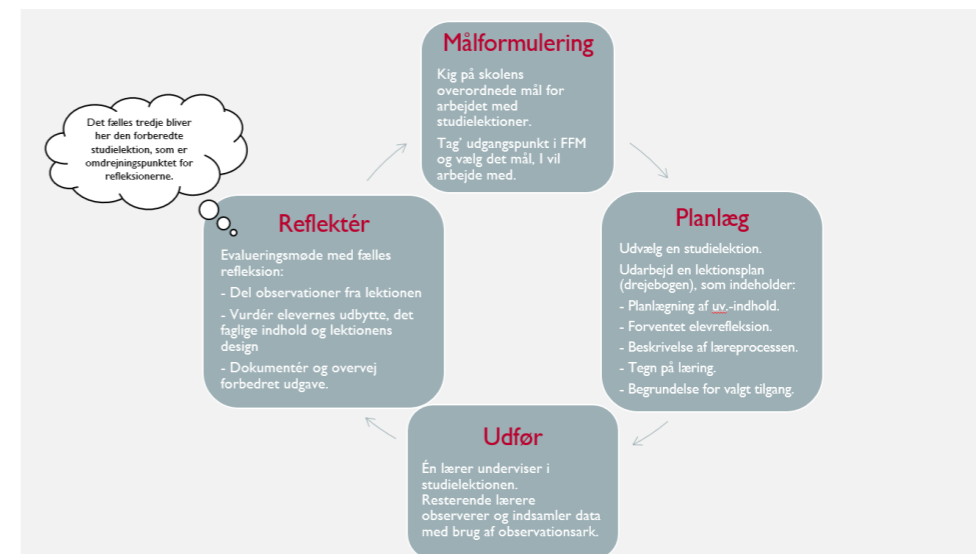 Målformulering
Kig på skolens
overordnede mål for
arbejdet med
studielektioner.
Tag' udgangspunkt i FFM
og vælg det mål, I vil
arbejde med.
Det fælles tredje bliver
her den forberedte
studielektion, som er
omdrejningspunktet for
refleksionerne.
Planlæg
Udvælg en studielektion.
Udarbejd en lektionsplan
(drejebogen), som indeholder:
- Planlægning af uv.-indhold.
- Forventet elevrefleksion.
- Beskrivelse af læreprocessen.
- Tegn på læring.
- Begrundelse for valgt tilgang.
Udfør
Én lærer underviser i
studielektionen.
Resterende lærere
observerer og indsamler data
med brug af observationsark.
Reflektér
Evalueringsmøde med fælles
refleksion:
- Del observationer fra lektionen
- Vurdér elevernes udbytte, det
faglige indhold og lektionens
design
- Dokumentér og overvej
forbedret udgave.